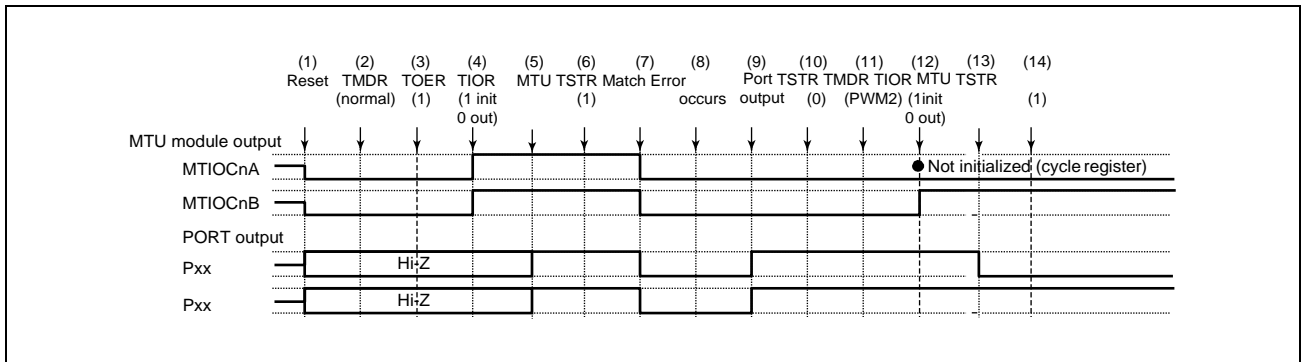 (1) (2) (3) (4) (5) (6) (7) (8) (9) (10) (11) (12) (13) (14)
Reset TMDR TOER TIOR MTU TSTR Match Error Port TSTR TMDR TIOR MTU TSTR
(normal) (1) (1 init (1) occurs output (0) (PWM2) (1init (1)
0 out) 0 out)
MTU module output
MTIOCnA Not initialized (cycle register)
MTIOCnB
PORT output
Pxx Hi-Z
Pxx Hi-Z